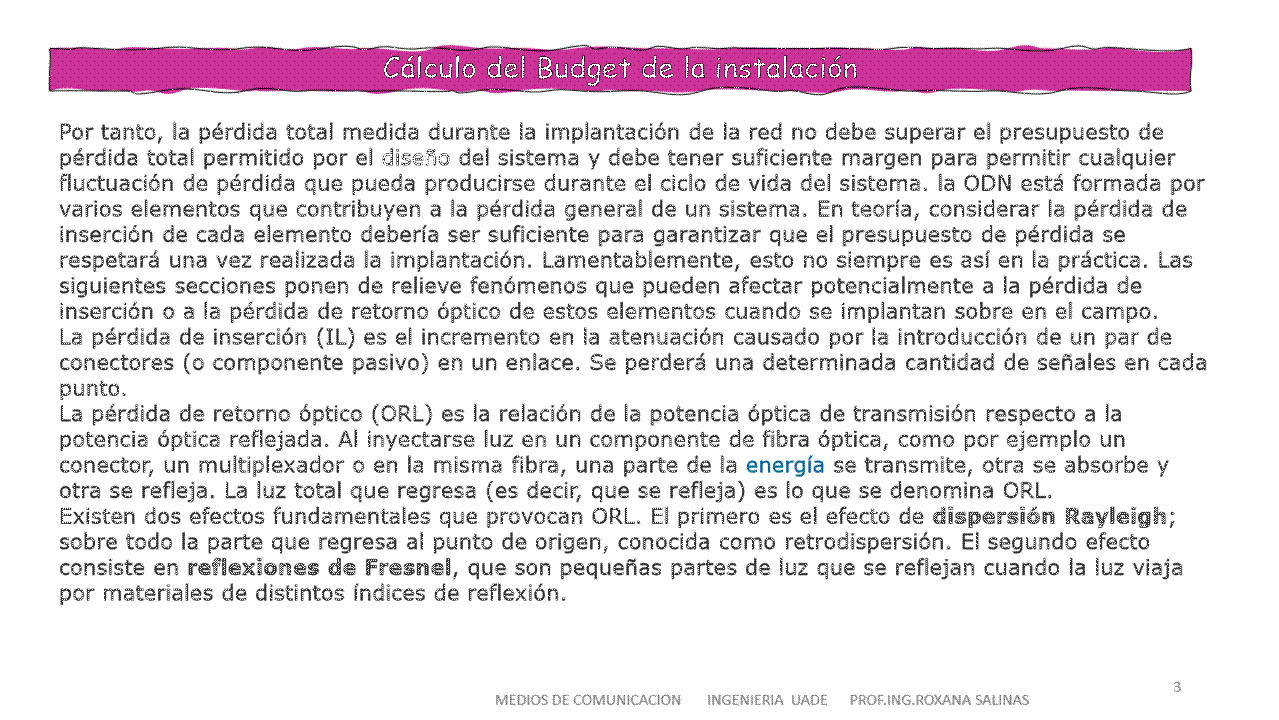 Cálculo del Budget de la instalación
Por tanto, la pérdida total medida durante la implantación de la red no debe superar el presupuesto de
pérdida total permitido por el diseño del sistema y debe tener suficiente margen para permitir cualquier
fluctuación de pérdida que pueda producirse durante el ciclo de vida del sistema. la ODN está formada por
varios elementos que contribuyen a la pérdida general de un sistema. En teoría, considerar la pérdida de
inserción de cada elemento debería ser suficiente para garantizar que el presupuesto de pérdida se
respetará una vez realizada la implantación. Lamentablemente, esto no siempre es así en la práctica. Las
siguientes secciones ponen de relieve fenómenos que pueden afectar potencialmente a la pérdida de
inserción o a la pérdida de retorno óptico de estos elementos cuando se implantan sobre en el campo.
La pérdida de inserción (IL) es el incremento en la atenuación causado por la introducción de un par de
conectores (o componente pasivo) en un enlace. Se perderá una determinada cantidad de señales en cada
punto.
La pérdida de retorno óptico (ORL) es la relación de la potencia óptica de transmisión respecto a la
potencia óptica reflejada. Al inyectarse luz en un componente de fibra óptica, como por ejemplo un
conector, un multiplexador o en la misma fibra, una parte de la energía se transmite, otra se absorbe y
otra se refleja. La luz total que regresa (es decir, que se refleja) es lo que se denomina ORL.
Existen dos efectos fundamentales que provocan ORL. El primero es el efecto de dispersión Rayleigh;
sobre todo la parte que regresa al punto de origen, conocida como retrodispersión. El segundo efecto
consiste en reflexiones de Fresnel, que son pequeñas partes de luz que se reflejan cuando la luz viaja
por materiales de distintos índices de reflexión.
3
MEDIOS DE COMUNICACION INGENIERIA UADE PROF.ING.ROXANA SALINAS